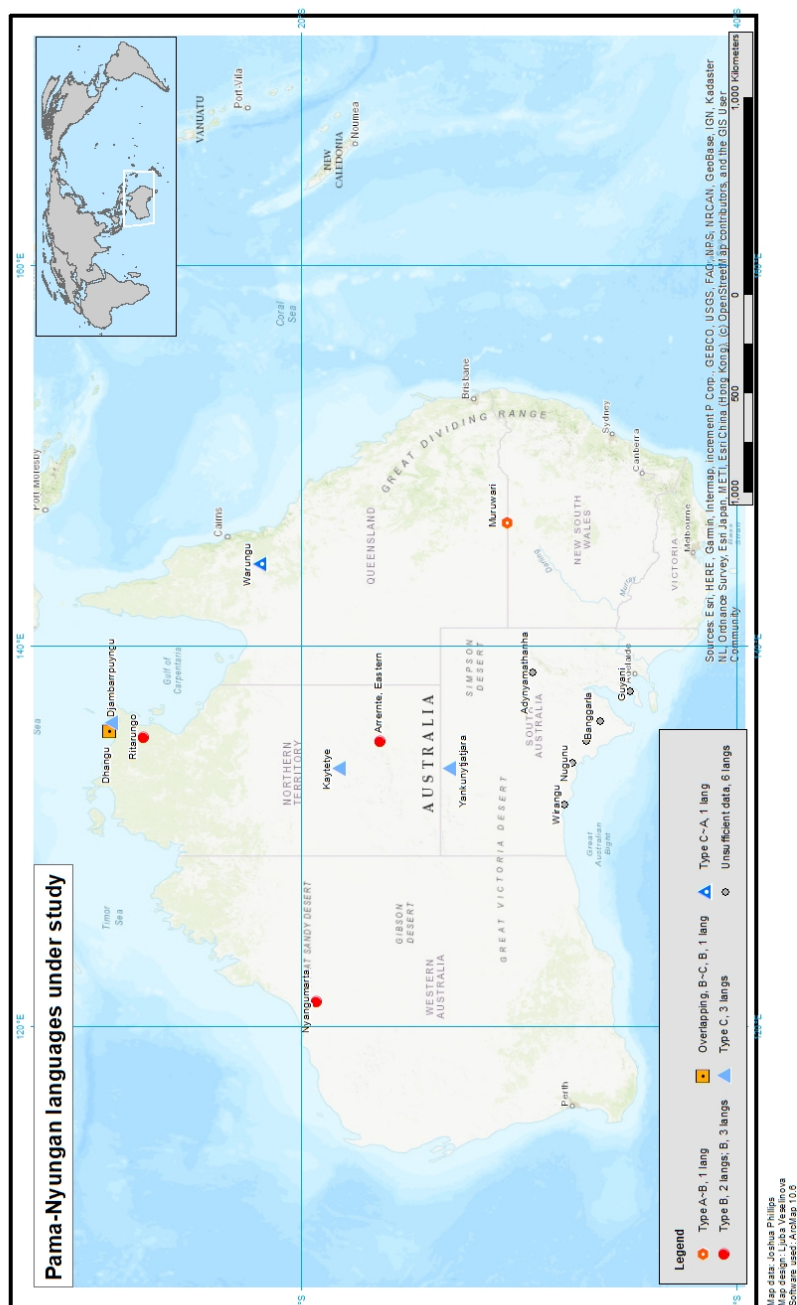 Pama-Nyungan languages under study
20°S
40°S
160°E
140°E
120°E
VANUATU
Port-Vila
NEW
CALEDONIA
Noumea
Port Moresby
Coral
Sea
Sea
Timor
Sea
Gulf of
Carpentaria
Cairns
Brisbane
Sydney
Canberra
Melbourne
Adelaide
Perth
GREAT DIVIDING RANGE
QUEENSLAND
NEW SOUTH
WALES
VICTORIA
Darling
Murray
NORTHERN
TERRITORY
AUSTRALIA
SIMPSON
DESERT
SOUTH
AUSTRALIA
GREAT VICTORIA DESERT
GIBSON
DESERT
AT SANDY DESERT
WESTERN
AUSTRALIA
Great
Australian
Bight
Dhangu
Djambarrpuyngu
Ritarungo
Warungu
Kaytetye
Arrernte, Eastern
Yankunytjatjara
Muruwari
Adynyamathanha
Guyani
Banggarla
Nugunu
Wirangu
Nyangumarta
Legend
Type A~B, 1 lang
Type B, 2 langs; B, 3 langs
Overlapping, B~C, B, 1 lang
Type C, 3 langs
Type C~A, 1 lang
Unsufficient data, 6 langs
Sources: Esri, HERE, Garmin, Intermap, increment P Corp., GEBCO, USGS, FAO, NPS, NRCAN, GeoBase, IGN, Kadaster
NL, Ordnance Survey, Esri Japan, METI, Esri China (Hong Kong), (c) OpenStreetMap contributors, and the GIS User
Community
1,000 500 0 1,000 Kilometers
Map data: Joshua Phillips
Map design: Ljuba Veselinova
Software used: ArcMap 10.6